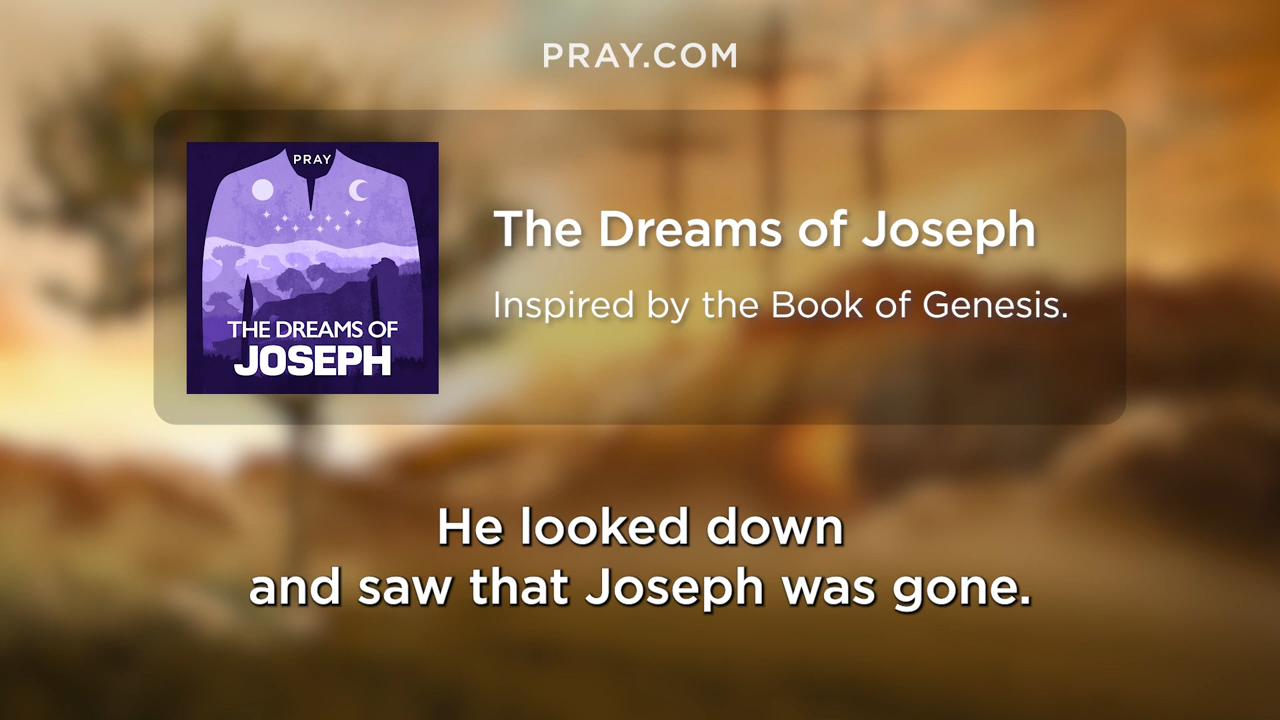 PRAY.COM
PRAY
THE DREAMS OF
JOSEPH
The Dreams of Joseph
Inspired by the Book of Genesis.
He looked down
and saw that Joseph was gone.